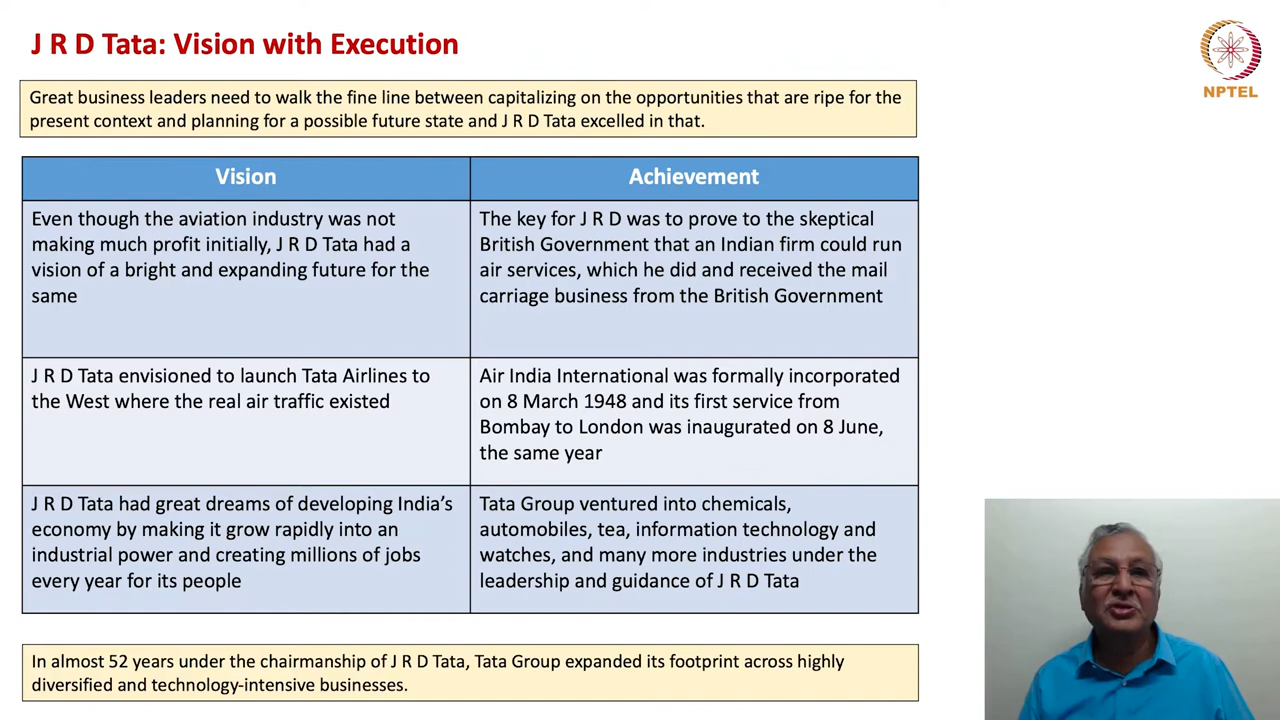 J R D Tata: Vision with Execution
NPTEL
Great business leaders need to walk the fine line between capitalizing on the opportunities that are ripe for the
present context and planning for a possible future state and J R D Tata excelled in that.
Vision
Achievement
Even though the aviation industry was not
making much profit initially, J R D Tata had a
vision of a bright and expanding future for the
same
The key for J R D was to prove to the skeptical
British Government that an Indian firm could run
air services, which he did and received the mail
carriage business from the British Government
J R D Tata envisioned to launch Tata Airlines to
the West where the real air traffic existed
Air India International was formally incorporated
on 8 March 1948 and its first service from
Bombay to London was inaugurated on 8 June,
the same year
J R D Tata had great dreams of developing India’s
economy by making it grow rapidly into an
industrial power and creating millions of jobs
every year for its people
Tata Group ventured into chemicals,
automobiles, tea, information technology and
watches, and many more industries under the
leadership and guidance of J R D Tata
In almost 52 years under the chairmanship of J R D Tata, Tata Group expanded its footprint across highly
diversified and technology-intensive businesses.